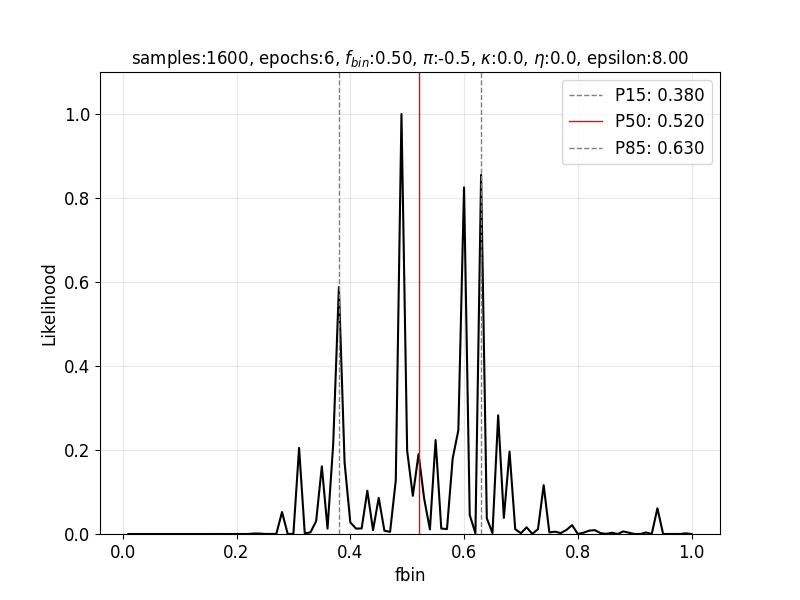 samples:1600, epochs:6, f_bin:0.50, π:-0.5, κ:0.0, η:0.0, epsilon:8.00
P15: 0.380
P50: 0.520
P85: 0.630
1.0
0.8
0.6
0.4
0.2
0.0
Likelihood
0.0 0.2 0.4 0.6 0.8 1.0
fbin